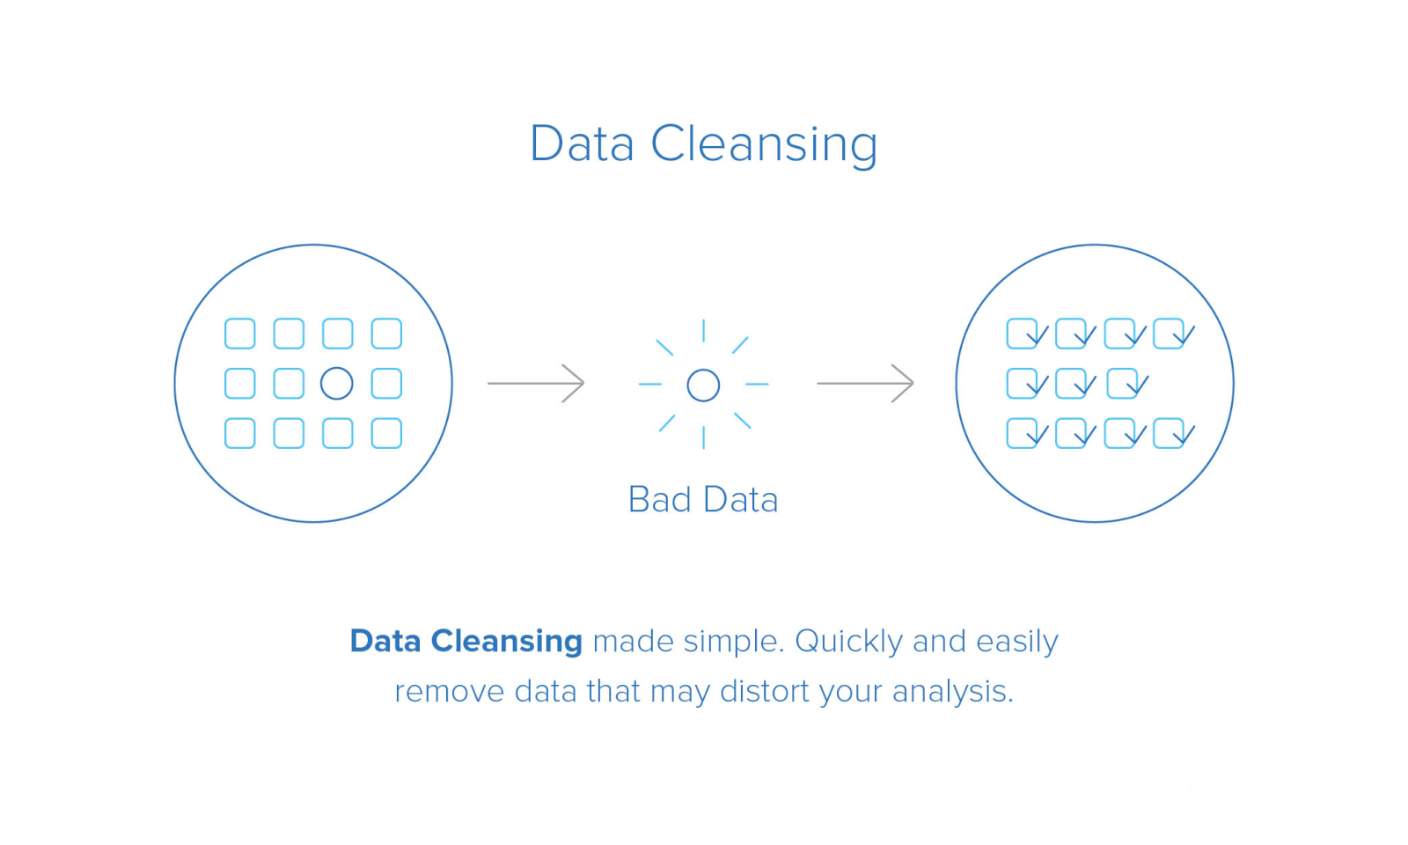 Data Cleansing
Bad Data
Data Cleansing made simple. Quickly and easily
remove data that may distort your analysis.